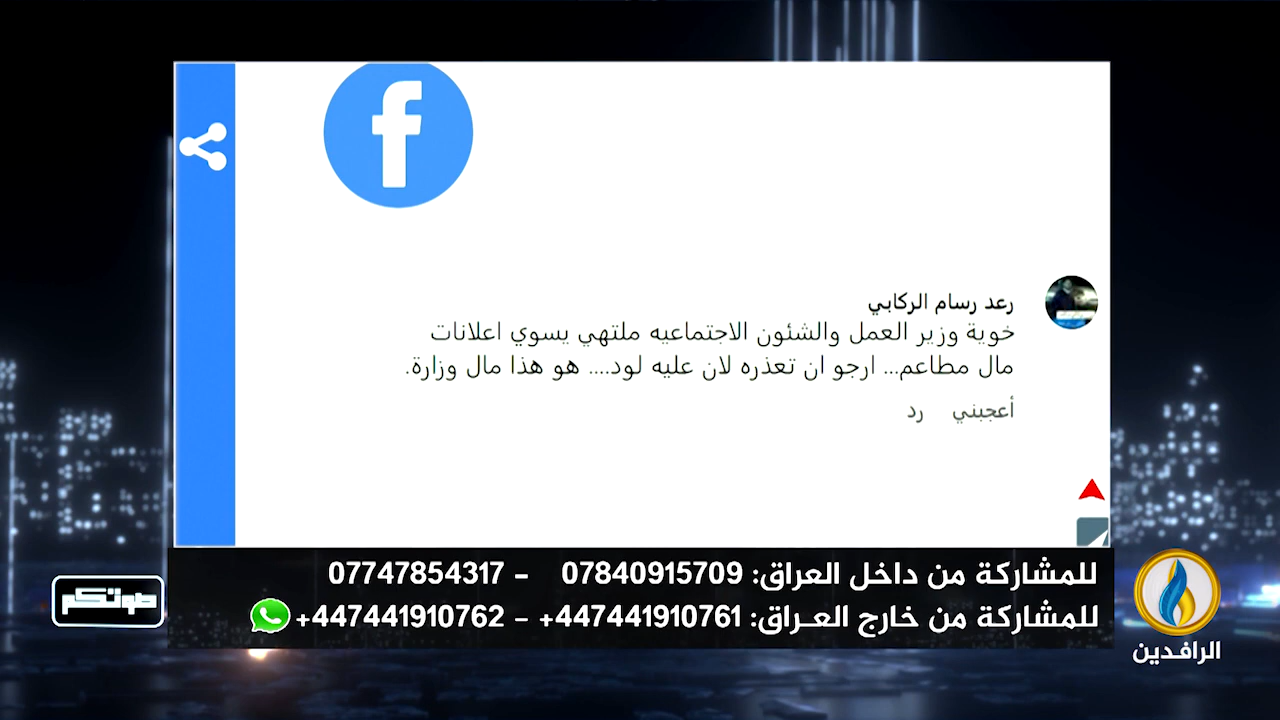 f
رعد رسام الركابي
خوية وزير العمل والشئون الاجتماعيه ملتهي يسوي اعلانات
مال مطاعم... ارجو ان تعذره لان عليه لود.... هو هذا مال وزارة.
أعجبني رد
للمشاركة من داخل العراق: 07840915709 - 07747854317
للمشاركة من خارج العراق: 447441910761+ - 447441910762+
صوتكم
الرافدين